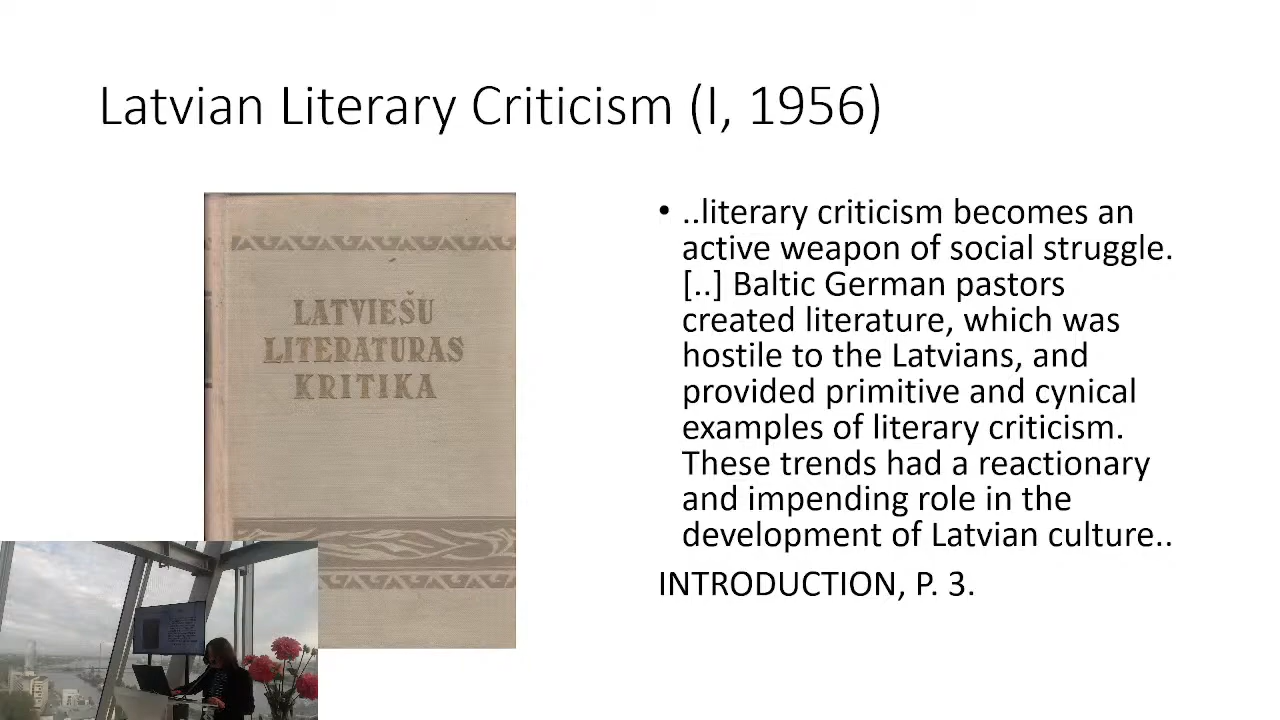 Latvian Literary Criticism (I, 1956)
LATVIEŠU
LITERATURAS
KRITIKA
• ..literary criticism becomes an
active weapon of social struggle.
[..] Baltic German pastors
created literature, which was
hostile to the Latvians, and
provided primitive and cynical
examples of literary criticism.
These trends had a reactionary
and impending role in the
development of Latvian culture..
INTRODUCTION, P. 3.